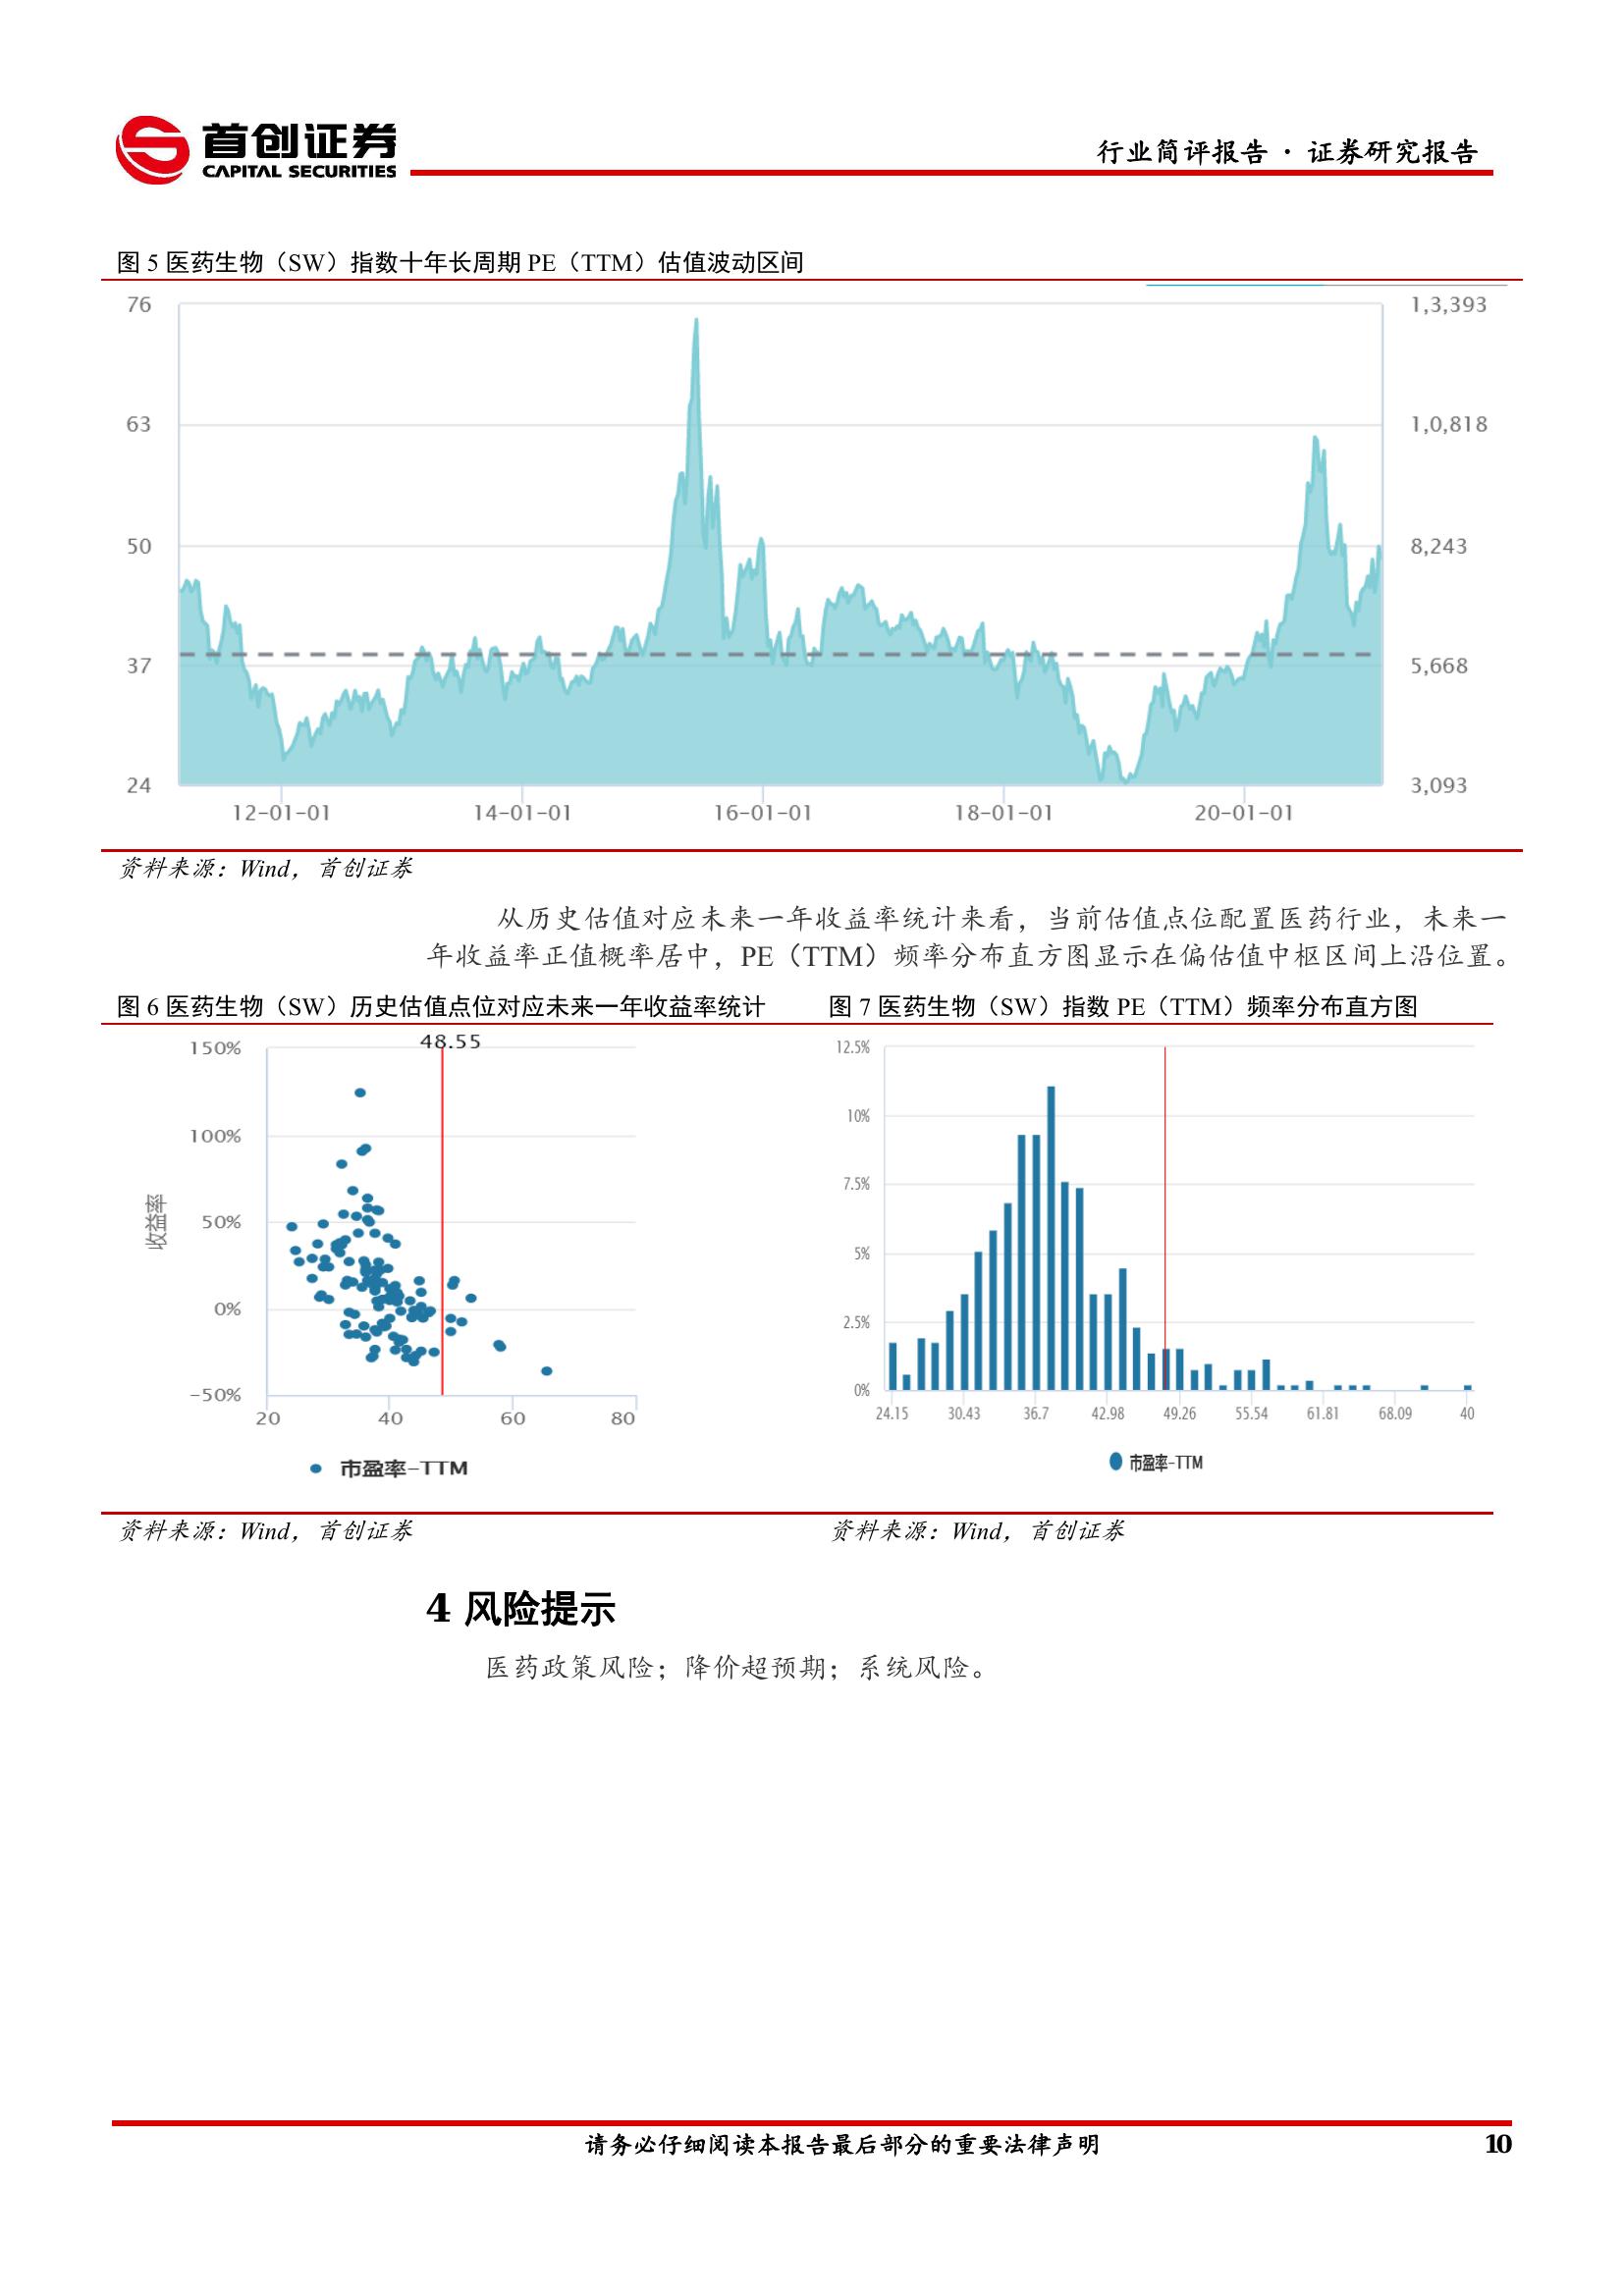 首创证券
CAPITAL SECURITIES
行业简评报告 · 证券研究报告
图 5 医药生物（SW）指数十年长周期 PE（TTM）估值波动区间
76
63
50
37
24
1,3,393
1,0,818
8,243
5,668
3,093
12-01-01 14-01-01 16-01-01 18-01-01 20-01-01
资料来源：Wind，首创证券
从历史估值对应未来一年收益率统计来看，当前估值点位配置医药行业，未来一
年收益率正值概率居中，PE（TTM）频率分布直方图显示在偏估值中枢区间上沿位置。
图 6 医药生物（SW）历史估值点位对应未来一年收益率统计
48.55
150%
100%
50%
0%
-50%
收益率
20 40 60 80
市盈率-TTM
资料来源：Wind，首创证券
图 7 医药生物（SW）指数 PE（TTM）频率分布直方图
12.5%
10%
7.5%
5%
2.5%
0%
24.15 30.43 36.7 42.98 49.26 55.54 61.81 68.09 40
市盈率-TTM
资料来源：Wind，首创证券
4 风险提示
医药政策风险；降价超预期；系统风险。
请务必仔细阅读本报告最后部分的重要法律声明
10